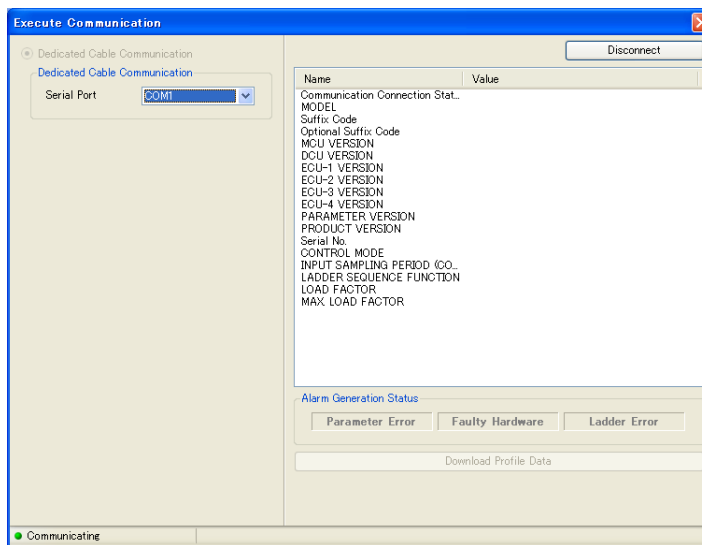 Execute Communication
Dedicated Cable Communication
Dedicated Cable Communication
Serial Port
COM1
Disconnect
Name Value
Communication Connection Stat...
MODEL
Suffix Code
Optional Suffix Code
MCU VERSION
DCU VERSION
ECU-1 VERSION
ECU-2 VERSION
ECU-3 VERSION
ECU-4 VERSION
PARAMETER VERSION
PRODUCT VERSION
Serial No.
CONTROL MODE
INPUT SAMPLING PERIOD (CO...
LADDER SEQUENCE FUNCTION
LOAD FACTOR
MAX. LOAD FACTOR
Alarm Generation Status
Parameter Error Faulty Hardware Ladder Error
Download Profile Data
Communicating